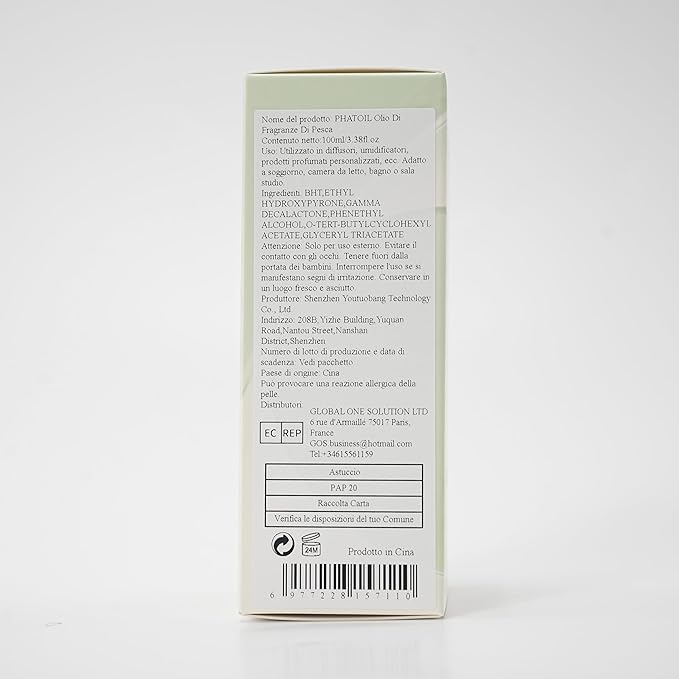 Nome del prodotto: PHATOIL Olio Di
Fragranze Di Pesca
Contenuto netto:100ml/3.38fl oz
Uso: Utilizzato in diffusori, umidificatori,
prodotti profumati personalizzati, ecc. Adatto
a soggiorno, camera da letto, bagno o sala
studio.
Ingredienti: BHT,ETHYL
HYDROXYPYRONE,GAMMA
DECALACTONE,PHENETHYL
ALCOHOL,O-TERT-BUTYLCYCLOHEXYL
ACETATE,GLYCERYL TRIACETATE
Attenzione: Solo per uso esterno. Evitare il
contatto con gli occhi. Tenere fuori dalla
portata dei bambini. Interrompere l'uso se si
manifestano segni di irritazione. Conservare in
un luogo fresco e asciutto.
Produttore: Shenzhen Youtuobang Technology
Co., Ltd
Indirizzo: 208B,Yizhe Building,Yuquan
Road,Nantou Street,Nanshan
District,Shenzhen
Numero di lotto di produzione e data di
scadenza: Vedi pacchetto.
Paese di origine: Cina
Può provocare una reazione allergica della
pelle.
Distributori:
GLOBAL ONE SOLUTION LTD
6 rue d'Armaillé 75017 Paris,
France
EC REP
GOS.business@hotmail.com
Tel:+34615561159
Astuccio
PAP 20
Raccolta Carta
Verifica le disposizioni del tuo Comune
24M
Prodotto in Cina
6 977228 157110